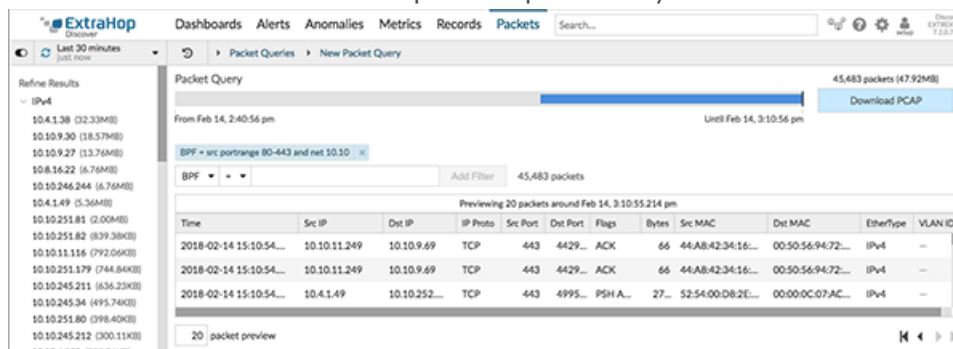 ExtraHop
Discover
Dashboards Alerts Anomalies Metrics Records Packets Search...
setup
Last 30 minutes
just now
Packet Queries New Packet Query
Refine Results
IPv4
10.4.1.38 (32.33MB)
10.10.9.30 (18.57MB)
10.10.9.27 (13.76MB)
10.8.16.22 (6.76MB)
10.10.246.244 (6.76MB)
10.4.1.49 (5.36MB)
10.10.251.81 (2.00MB)
10.10.251.82 (839.38KB)
10.10.11.116 (792.06KB)
10.10.251.179 (744.84KB)
10.10.245.211 (636.23KB)
10.10.245.34 (495.74KB)
10.10.251.80 (398.40KB)
10.10.245.212 (300.11KB)
Packet Query
45,483 packets (47.92MB)
Download PCAP
From Feb 14, 2:40:56 pm Until Feb 14, 3:10:56 pm
BPF = src portrange 80-443 and net 10.10 ×
BPF = Add Filter 45,483 packets
Previewing 20 packets around Feb 14, 3:10:55.214 pm
Time Src IP Dst IP IP Proto Src Port Dst Port Flags Bytes Src MAC Dst MAC EtherType VLAN ID
2018-02-14 15:10:54.... 10.10.11.249 10.10.9.69 TCP 443 4429... ACK 66 44:A8:42:34:16:... 00:50:56:94:72:... IPv4 --
2018-02-14 15:10:54.... 10.10.11.249 10.10.9.69 TCP 443 4429... ACK 66 44:A8:42:34:16:... 00:50:56:94:72:... IPv4 --
2018-02-14 15:10:54.... 10.4.1.49 10.10.252.... TCP 443 4995... PSH A... 27... 52:54:00:D8:2E:... 00:00:0C:07:AC... IPv4 --
20 packet preview